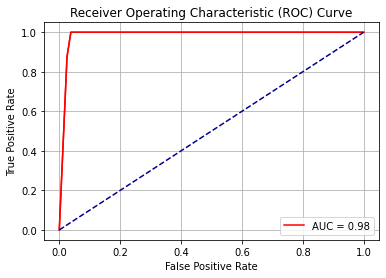 Receiver Operating Characteristic (ROC) Curve
True Positive Rate
1.0
0.8
0.6
0.4
0.2
0.0
AUC = 0.98
0.0 0.2 0.4 0.6 0.8 1.0
False Positive Rate